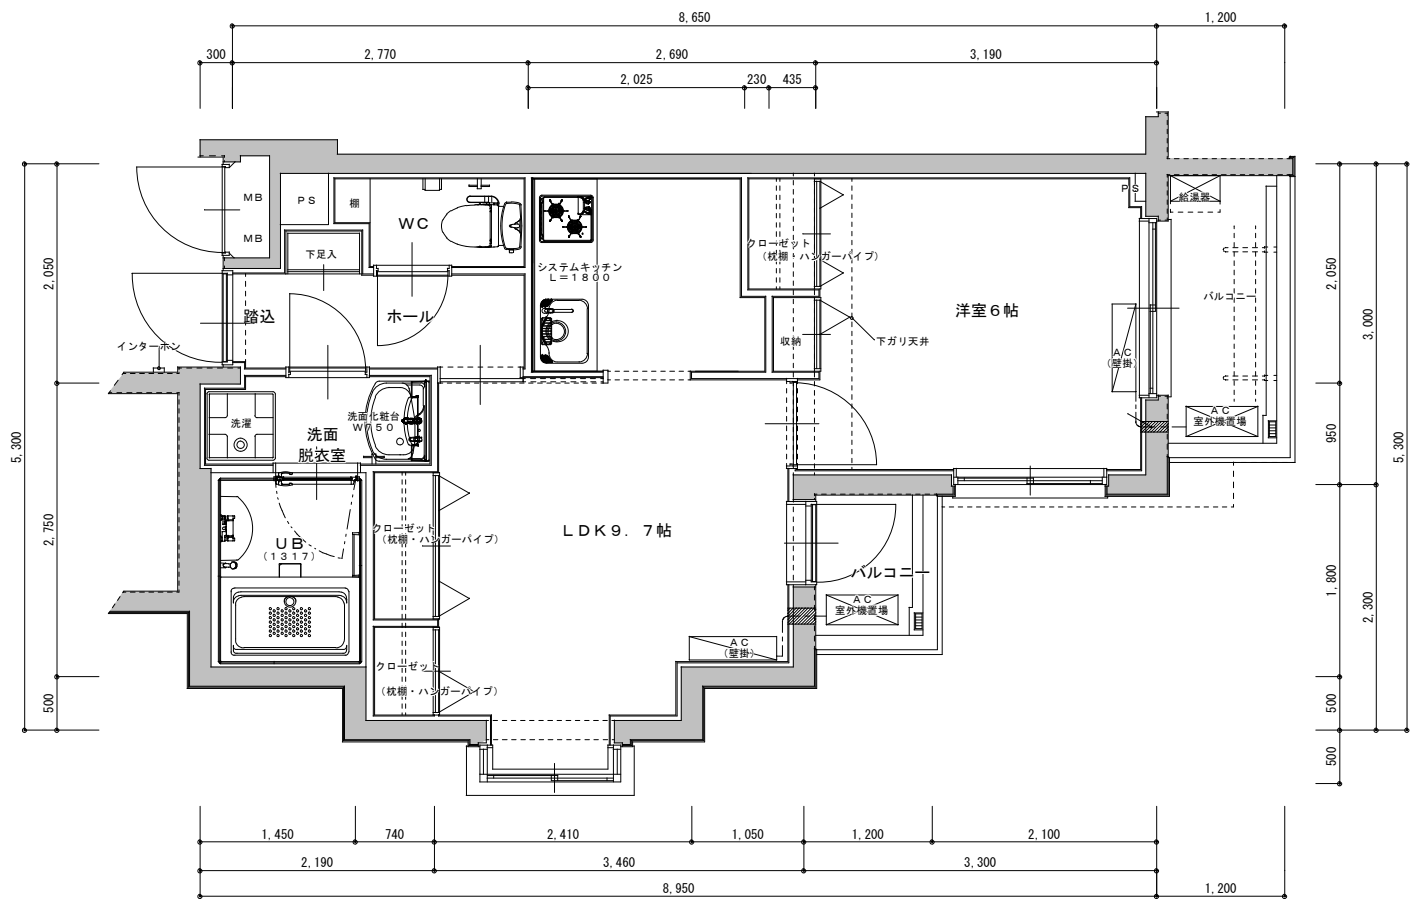 8,650
1,200
300
2,770
2,690
3,190
2,025
230
435
MB
MB
PS
棚
WC
下足入
システムキッチン
L=1800
クローゼット
(枕棚・ハンガーパイプ)
PS
給湯器
バルコニー
踏込
ホール
洋室6帖
収納
下ガリ天井
インターホン
AC
(壁掛)
AC
室外機置場
洗濯
洗面
脱衣室
洗面化粧台
W750
クローゼット
(枕棚・ハンガーパイプ)
LDK9.7帖
UB
(1317)
バルコニー
AC
室外機置場
AC
(壁掛)
クローゼット
(枕棚・ハンガーパイプ)
2,050
2,750
500
5,300
2,050
950
1,800
500
500
3,000
2,300
5,300
1,450
740
2,410
1,050
1,200
2,100
2,190
3,460
3,300
8,950
1,200